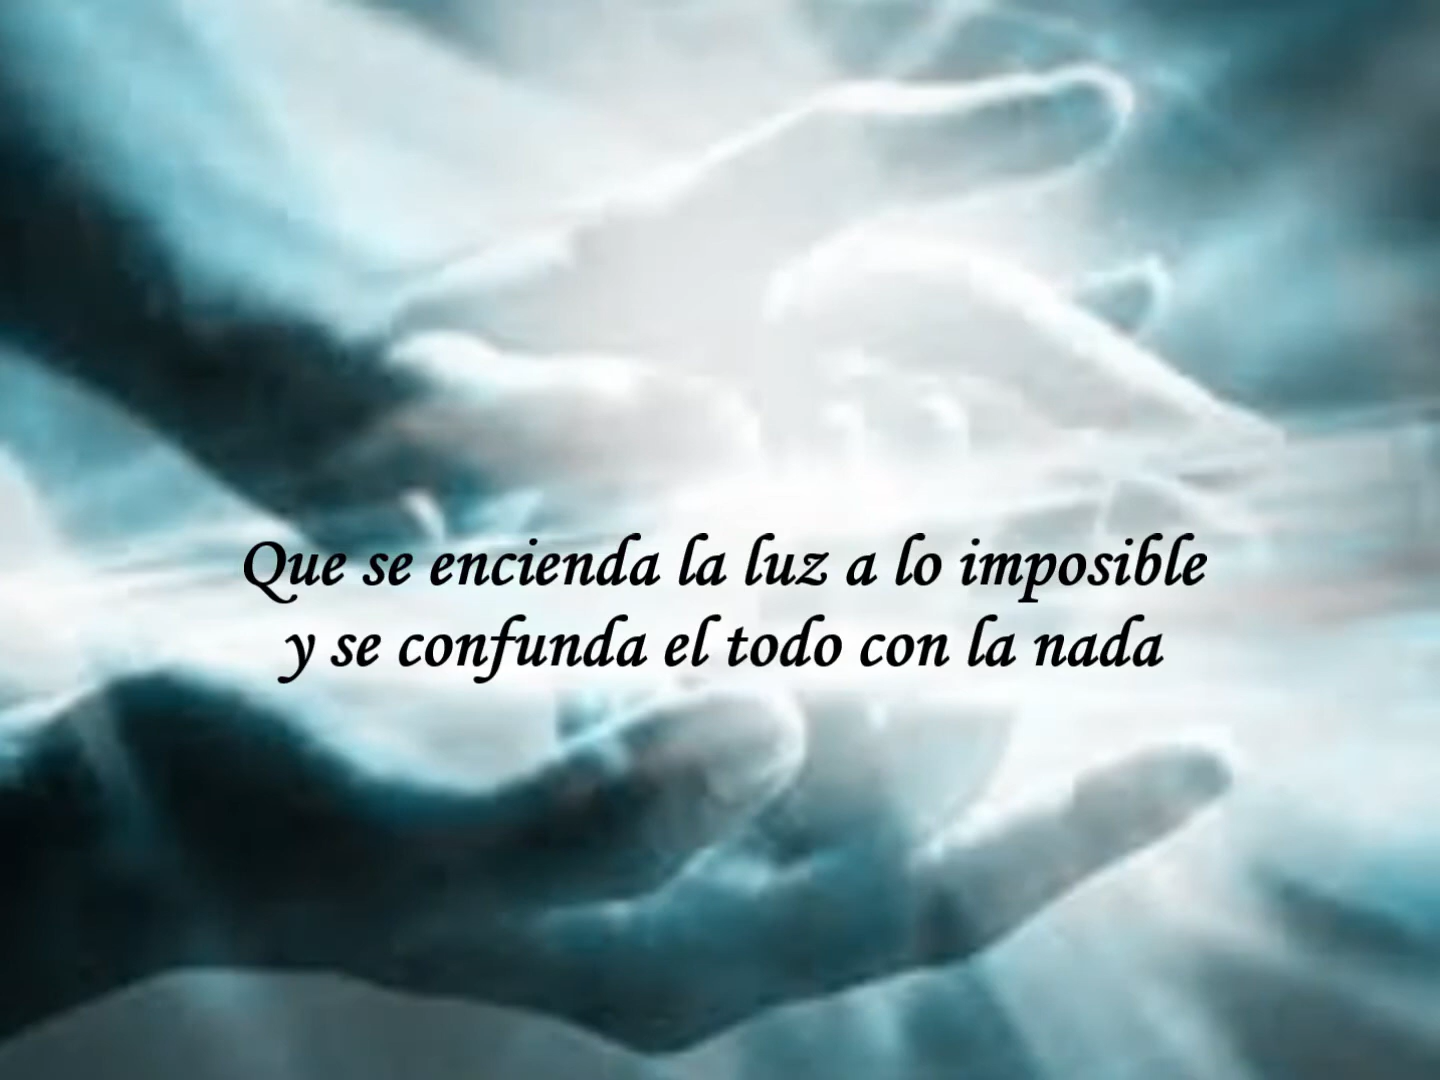 Que se encienda la luz a lo imposible
y se confunda el todo con la nada